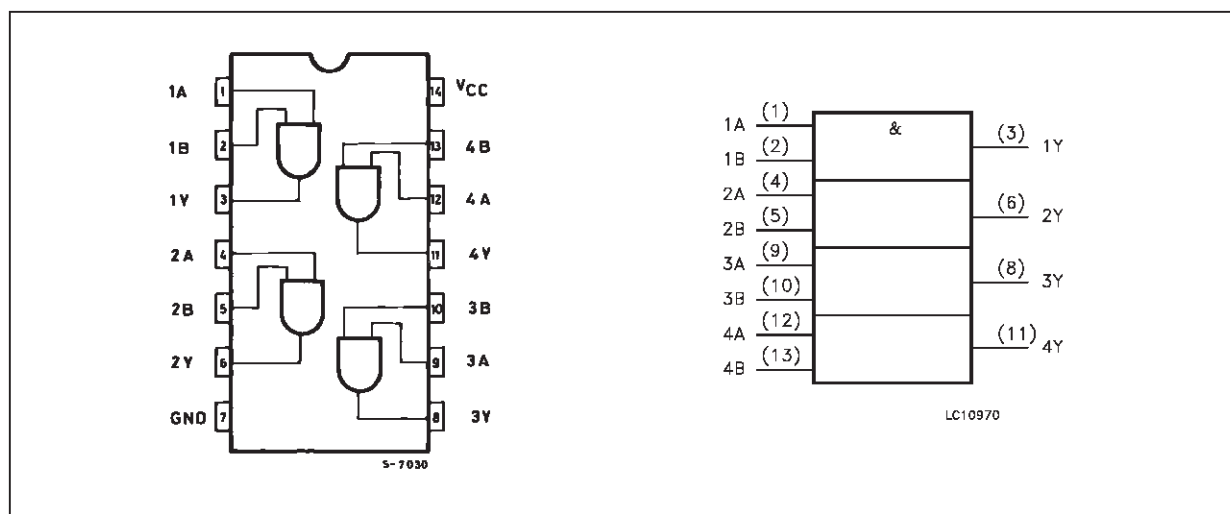 1A 1 14 VCC
1B 2 13 4B
1Y 3 12 4A
2A 4 11 4Y
2B 5 10 3B
2Y 6 9 3A
GND 7 8 3Y
S-7030
&
1A (1)
1B (2)
(3) 1Y
2A (4)
2B (5)
(6) 2Y
3A (9)
3B (10)
(8) 3Y
4A (12)
4B (13)
(11) 4Y
LC10970